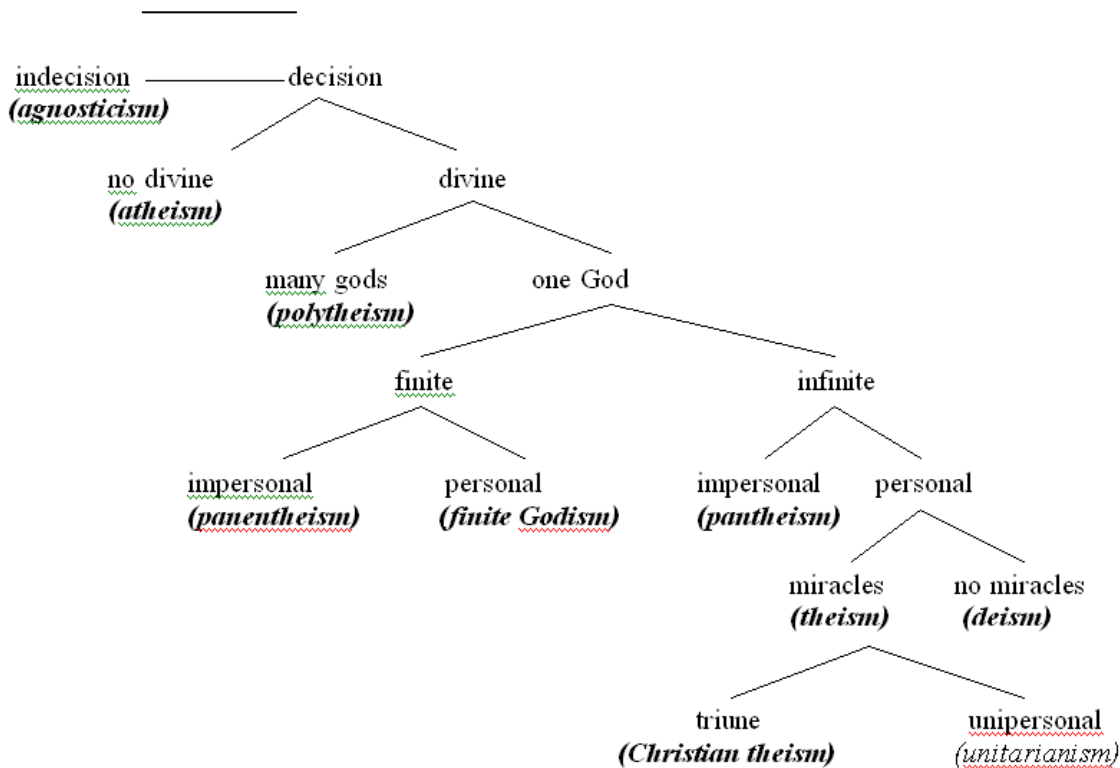 indecision decision
(agnosticism)
no divine divine
(atheism)
many gods one God
(polytheism)
finite infinite
impersonal personal impersonal personal
(panentheism) (finite Godism) (pantheism)
miracles no miracles
(theism) (deism)
triune unipersonal
(Christian theism) (unitarianism)